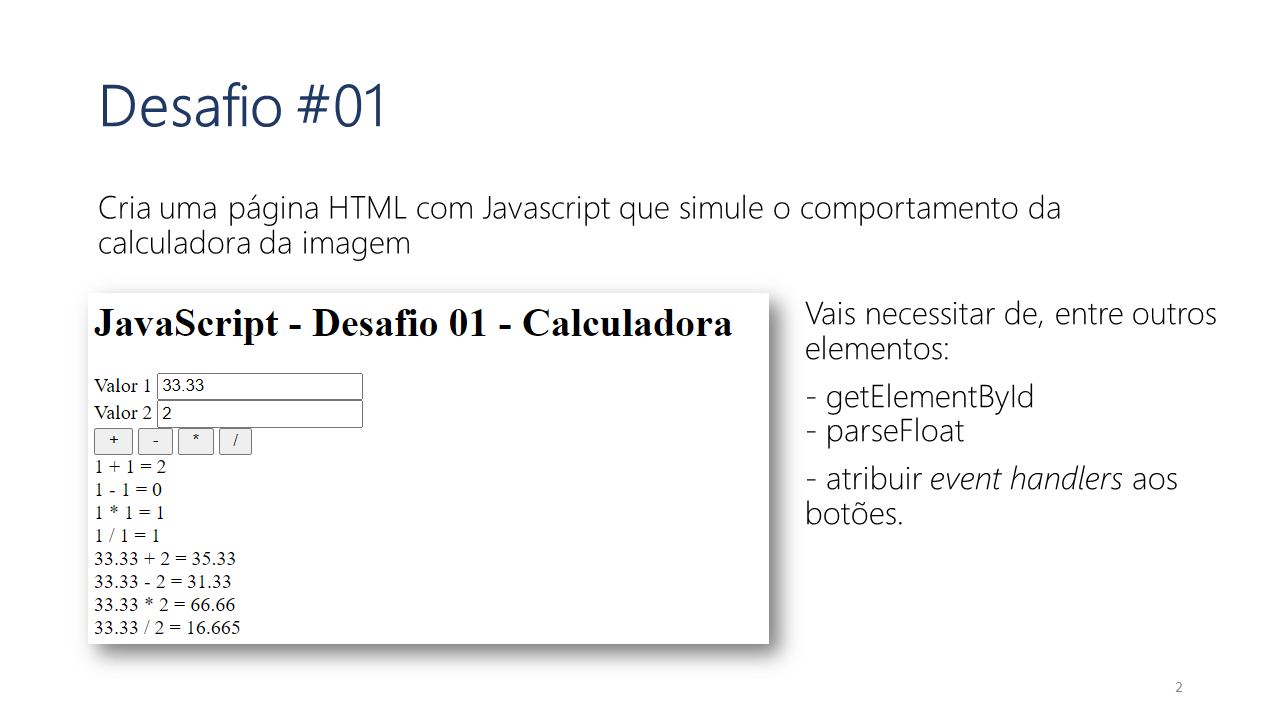 Desafio #01
Cria uma página HTML com Javascript que simule o comportamento da
calculadora da imagem
JavaScript - Desafio 01 - Calculadora
Valor 1 33.33
Valor 2 2
+ - * /
1 + 1 = 2
1 - 1 = 0
1 * 1 = 1
1 / 1 = 1
33.33 + 2 = 35.33
33.33 - 2 = 31.33
33.33 * 2 = 66.66
33.33 / 2 = 16.665
Vais necessitar de, entre outros
elementos:
- getElementById
- parseFloat
- atribuir event handlers aos
botões.
2